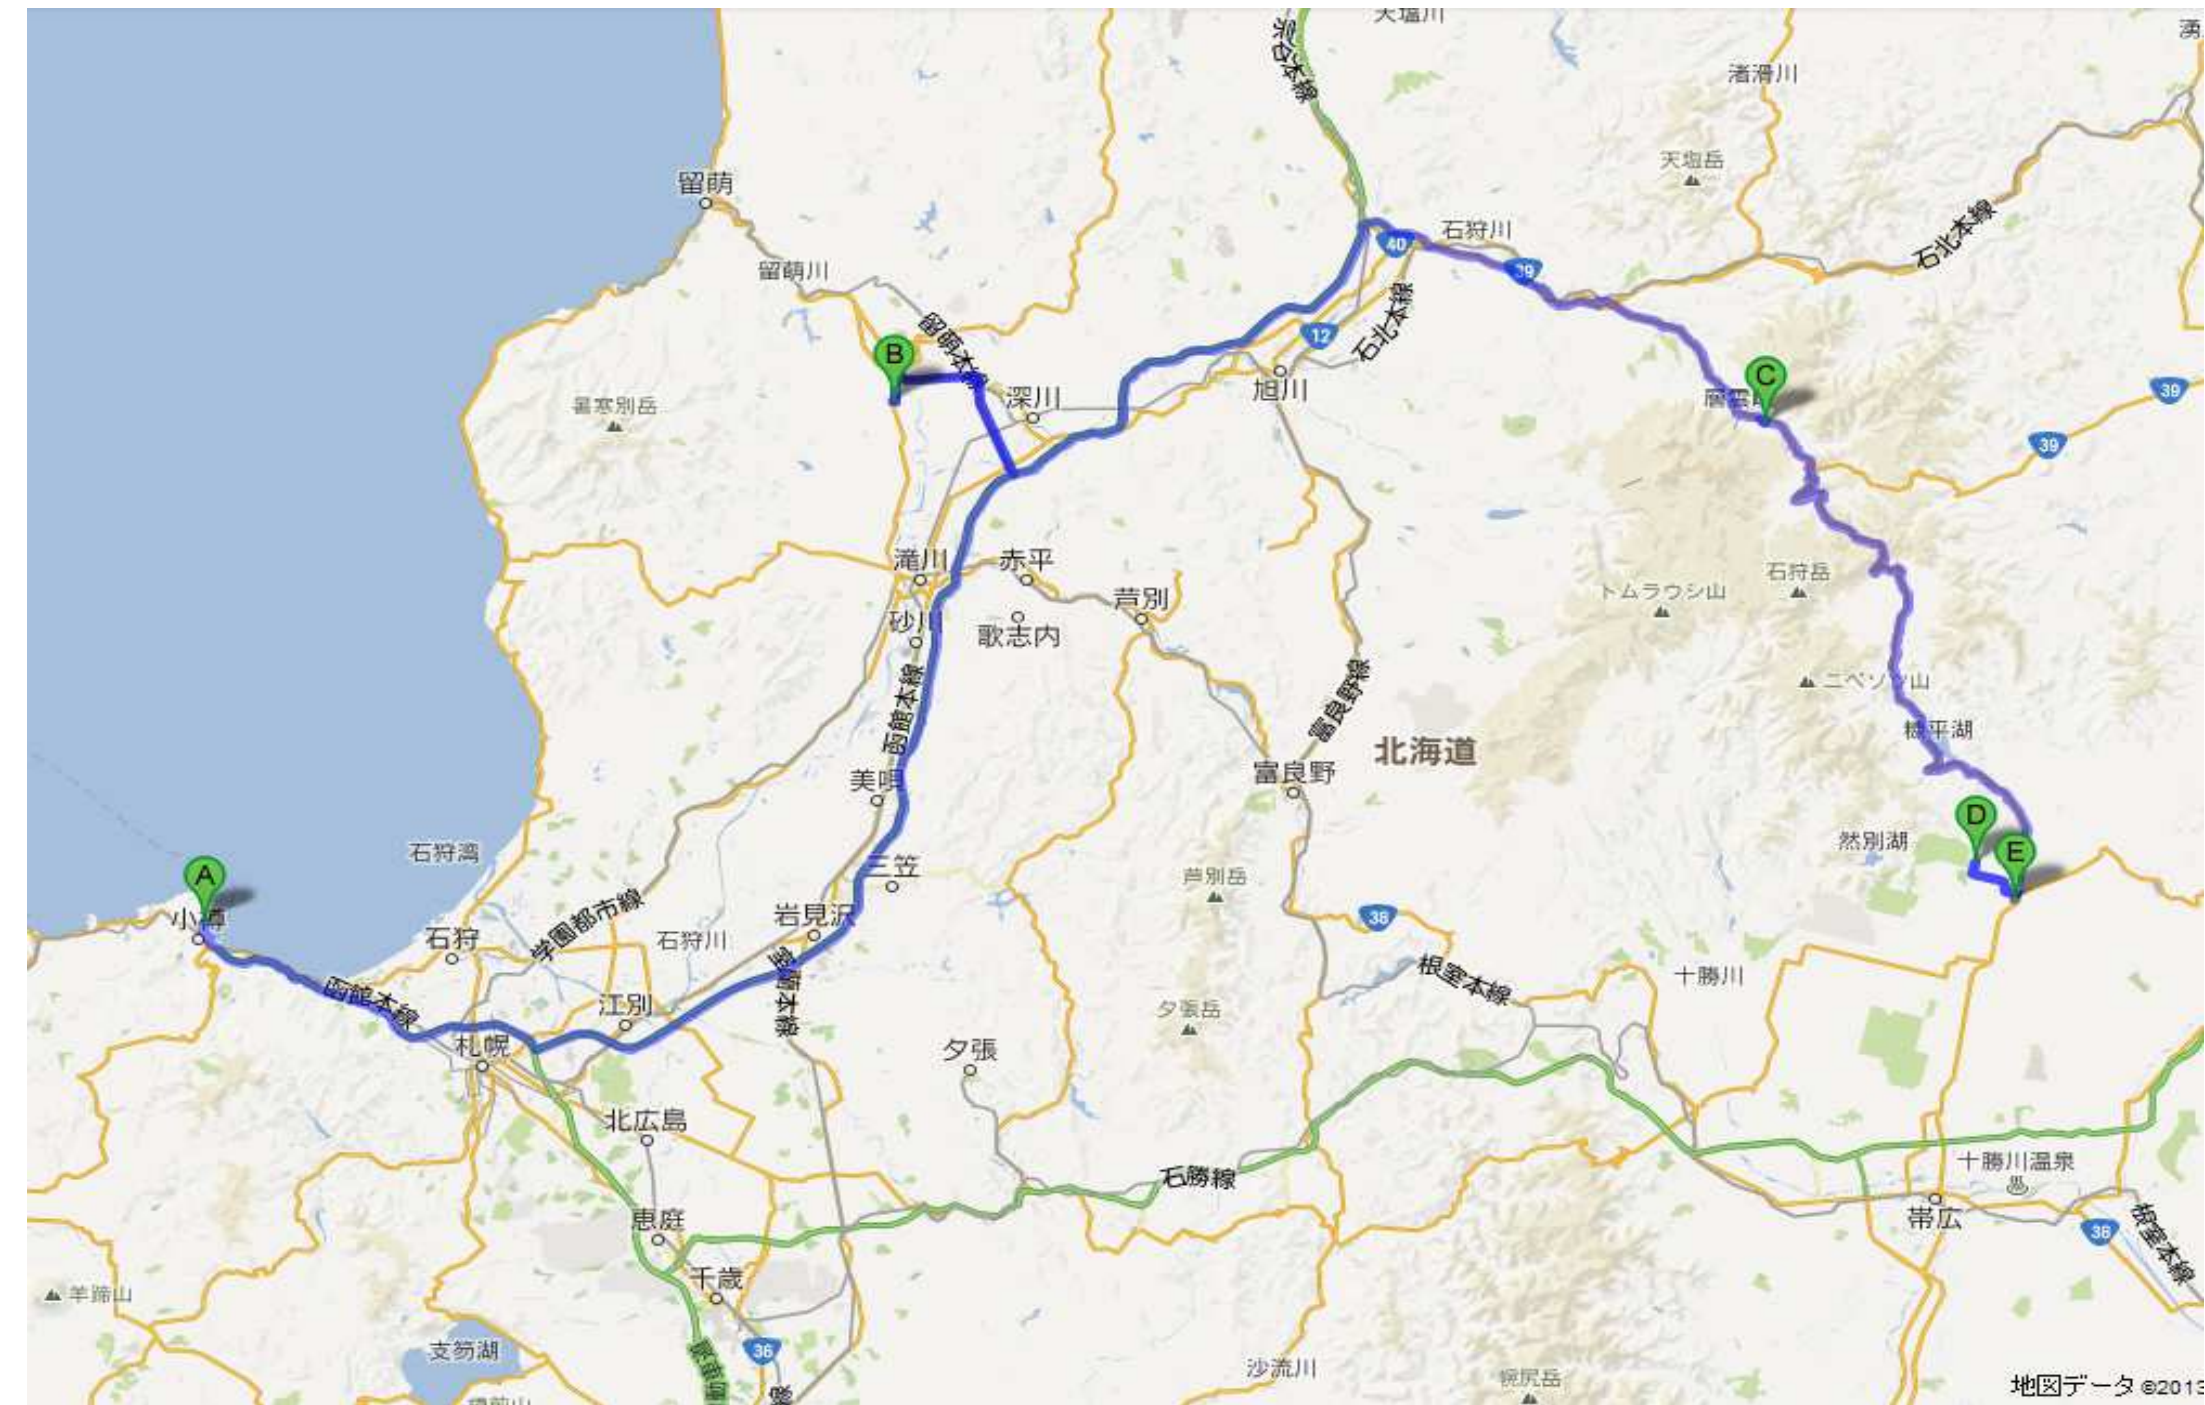 天塩川
湧
宗谷本線
渚滑川
天塩岳
留萌
石北本線
石狩川
40
留萌川
39
留萌本線
12
石北本線
B
深川
旭川
C
39
暑寒別岳
39
滝川
赤平
石狩岳
芦別
トムラウシ山
砂川
歌志内
函館本線
富良野線
ニペソツ山
糠平湖
北海道
美唄
富良野
D
石狩湾
然別湖
E
三笠
A
芦別岳
小樽
学園都市線
岩見沢
38
石狩
石狩川
函館本線
室蘭本線
根室本線
十勝川
江別
夕張岳
札幌
夕張
北広島
十勝川温泉
石勝線
恵庭
帯広
38
根室本線
千歳
羊蹄山
支笏湖
36
沙流川
幌尻岳
地図データ ©2013